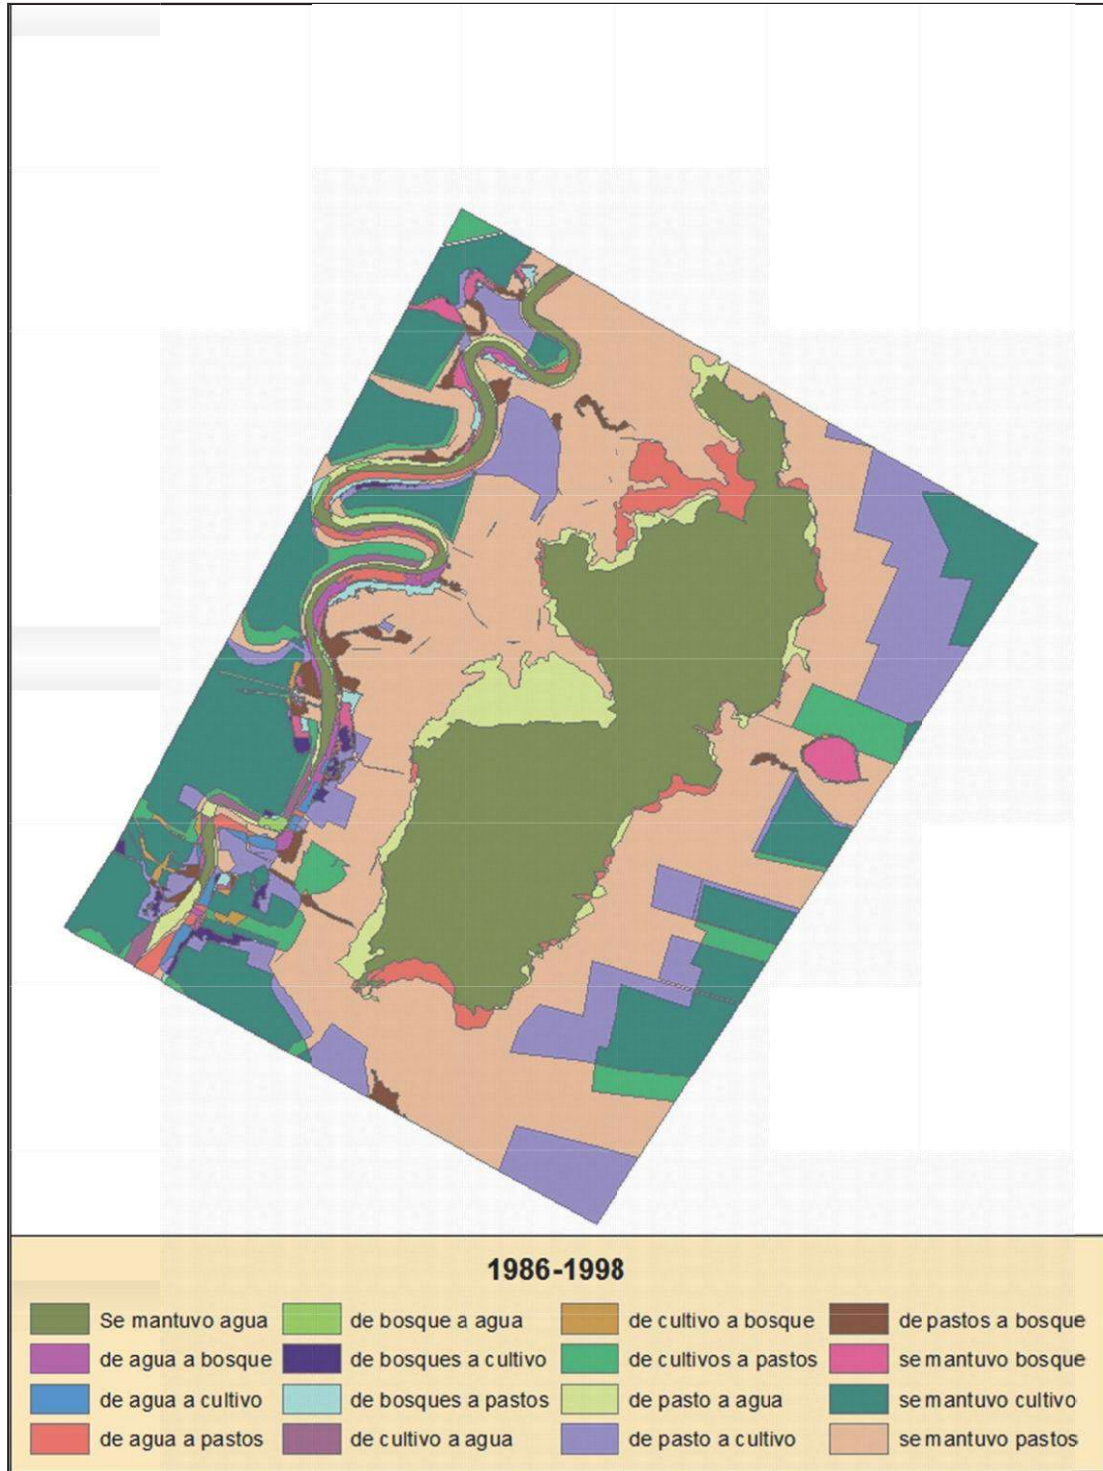 1986-1998
Se mantuvo agua
de bosque a agua
de cultivo a bosque
de pastos a bosque
de agua a bosque
de bosques a cultivo
de cultivos a pastos
se mantuvo bosque
de agua a cultivo
de bosques a pastos
de pasto a agua
se mantuvo cultivo
de agua a pastos
de cultivo a agua
de pasto a cultivo
se mantuvo pastos